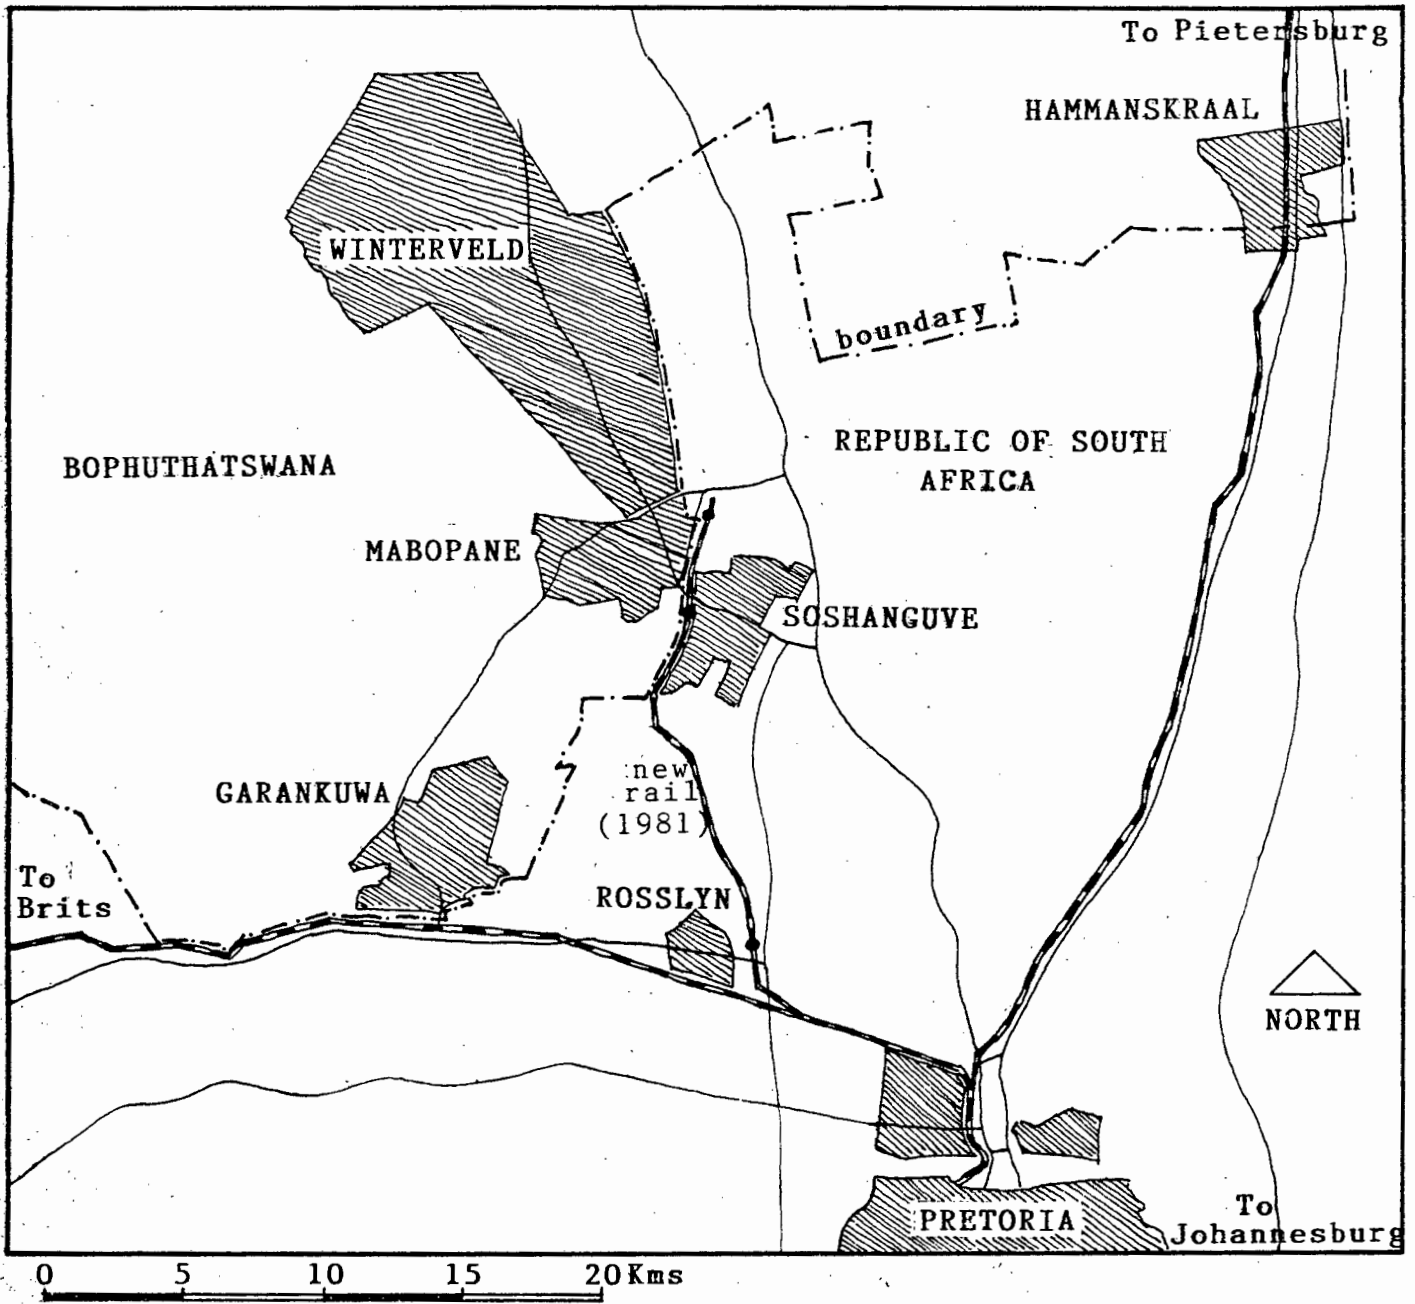 To Pietersburg
HAMMANSKRAAL
WINTERVELD
boundary
REPUBLIC OF SOUTH
AFRICA
BOPHUTHATSWANA
MABOPANE
SOSHANGUVE
new
rail
(1981)
GARANKUWA
To
Brits
ROSSLYN
NORTH
PRETORIA
To
Johannesburg
0 5 10 15 20 Kms